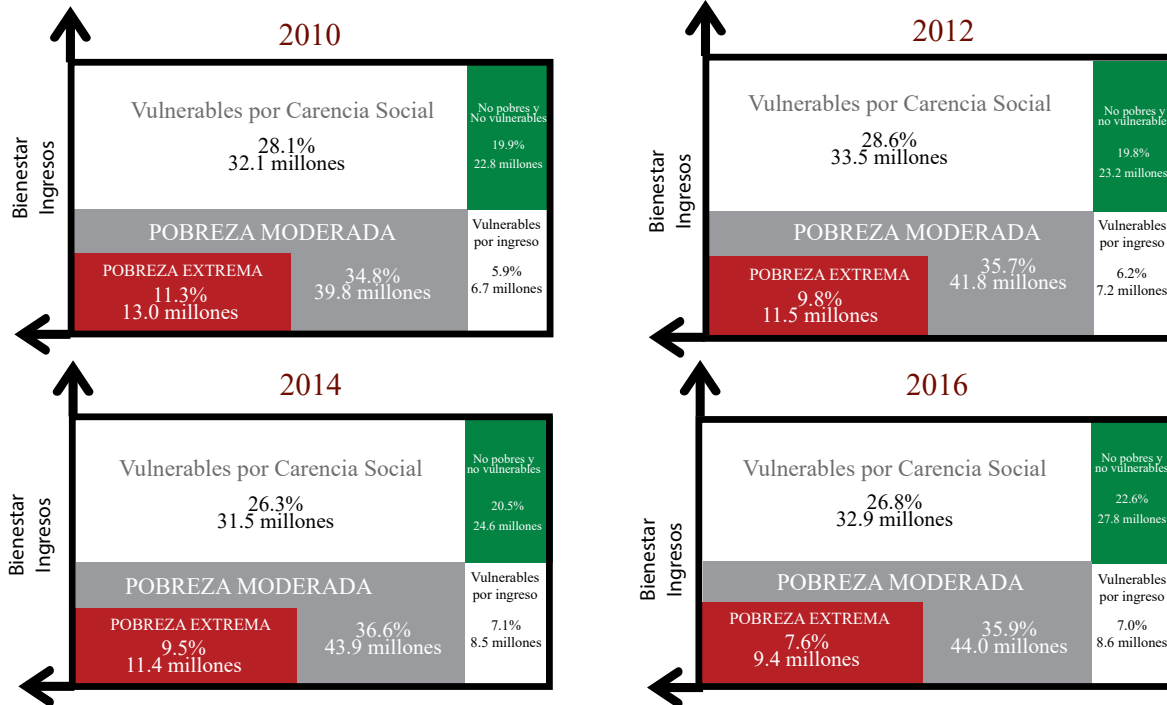 2010
Bienestar
Ingresos
Vulnerables por Carencia Social
28.1%
32.1 millones
No pobres y
No vulnerables
19.9%
22.8 millones
POBREZA MODERADA
34.8%
39.8 millones
POBREZA EXTREMA
11.3%
13.0 millones
Vulnerables
por ingreso
5.9%
6.7 millones
2012
Bienestar
Ingresos
Vulnerables por Carencia Social
28.6%
33.5 millones
No pobres y
no vulnerables
19.8%
23.2 millones
POBREZA MODERADA
35.7%
41.8 millones
POBREZA EXTREMA
9.8%
11.5 millones
Vulnerables
por ingreso
6.2%
7.2 millones
2014
Bienestar
Ingresos
Vulnerables por Carencia Social
26.3%
31.5 millones
No pobres y
no vulnerables
20.5%
24.6 millones
POBREZA MODERADA
36.6%
43.9 millones
POBREZA EXTREMA
9.5%
11.4 millones
Vulnerables
por ingreso
7.1%
8.5 millones
2016
Bienestar
Ingresos
Vulnerables por Carencia Social
26.8%
32.9 millones
No pobres y
no vulnerables
22.6%
27.8 millones
POBREZA MODERADA
35.9%
44.0 millones
POBREZA EXTREMA
7.6%
9.4 millones
Vulnerables
por ingreso
7.0%
8.6 millones